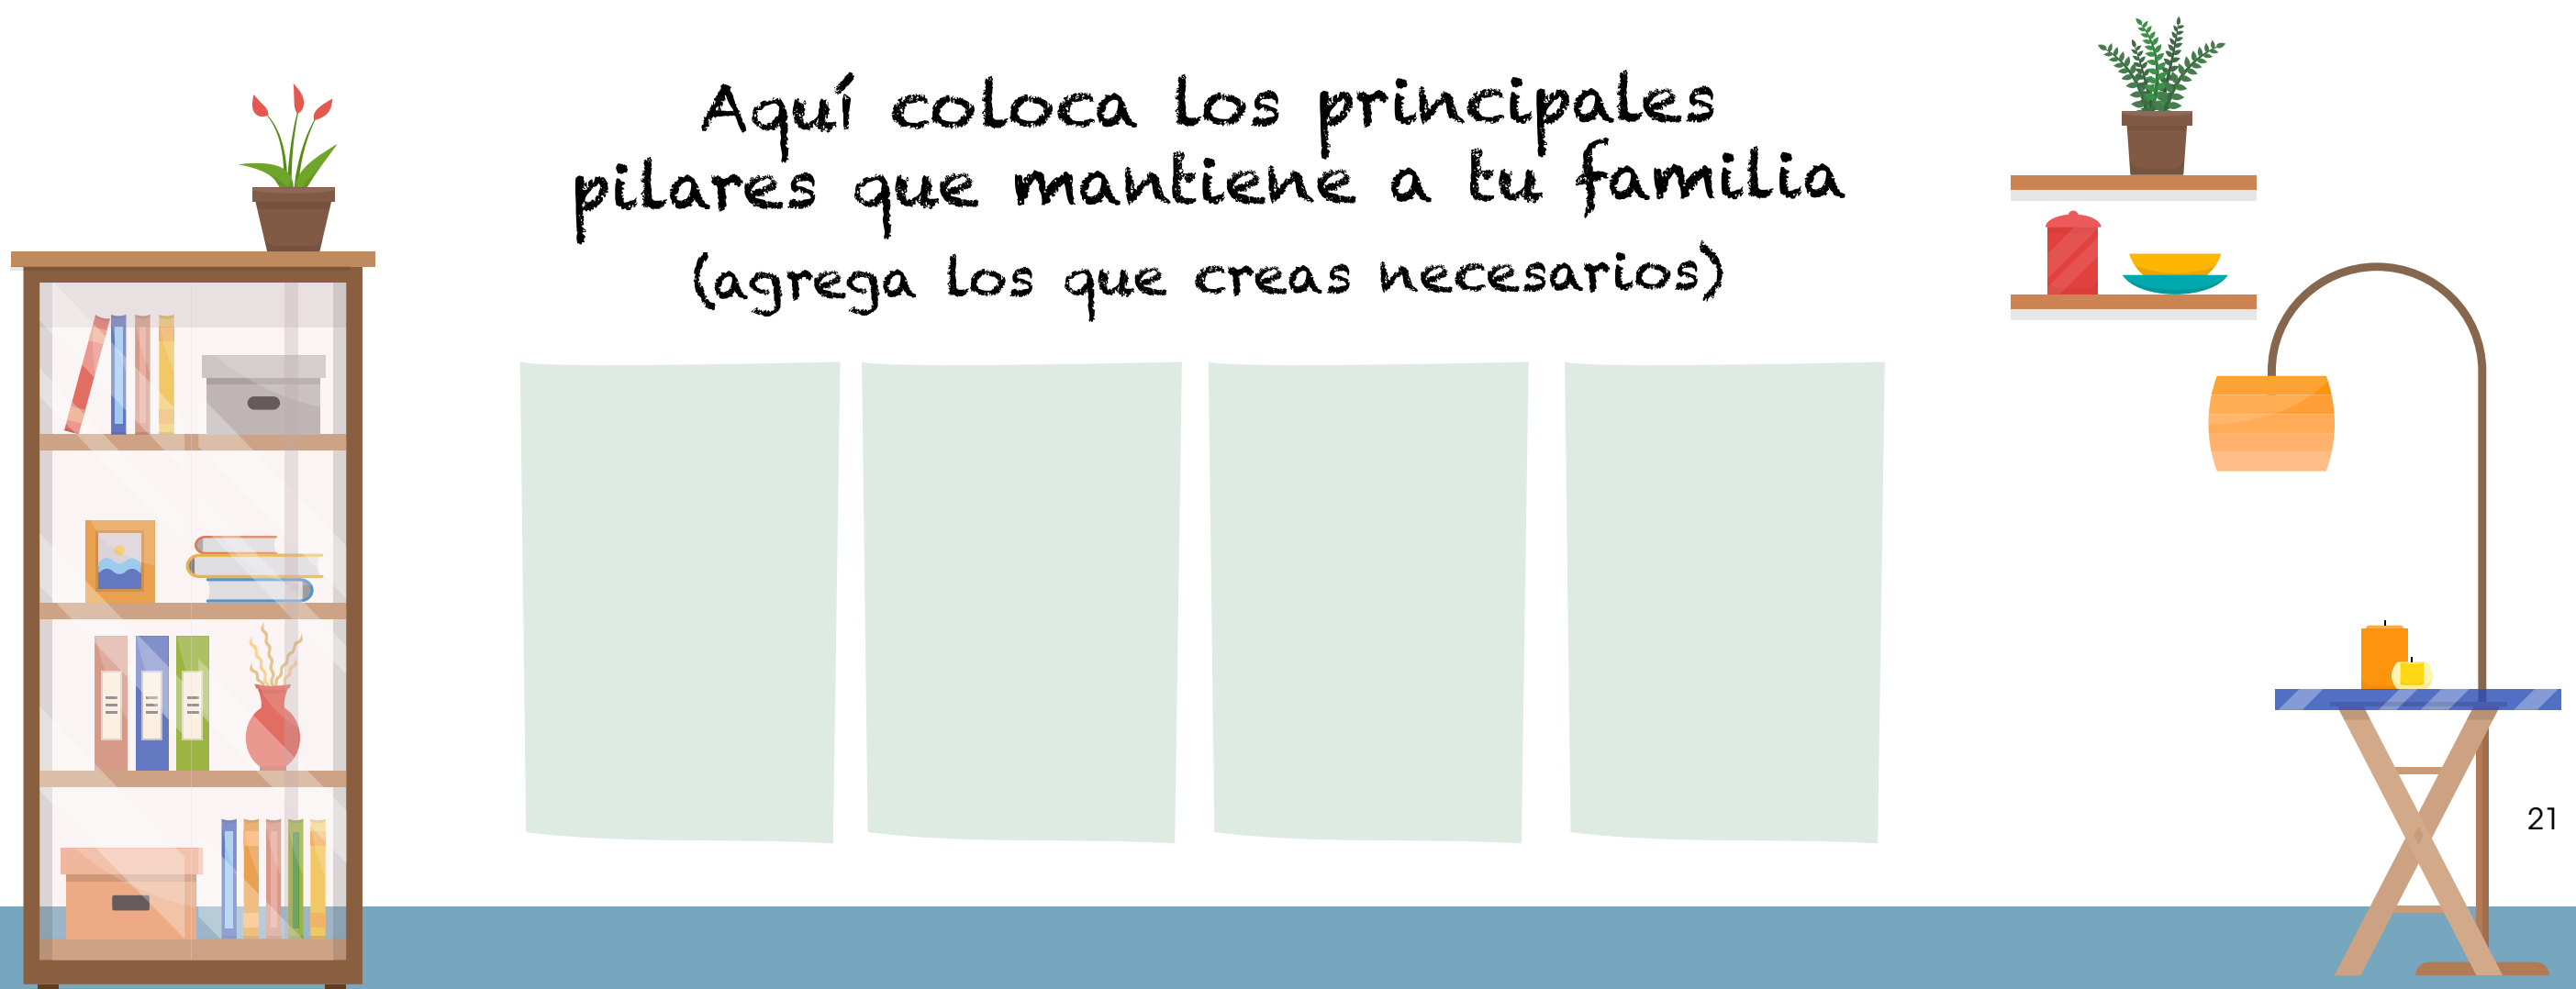 Aquí coloca los principales
pilares que mantiene a tu familia
(agrega los que creas necesarios)
21